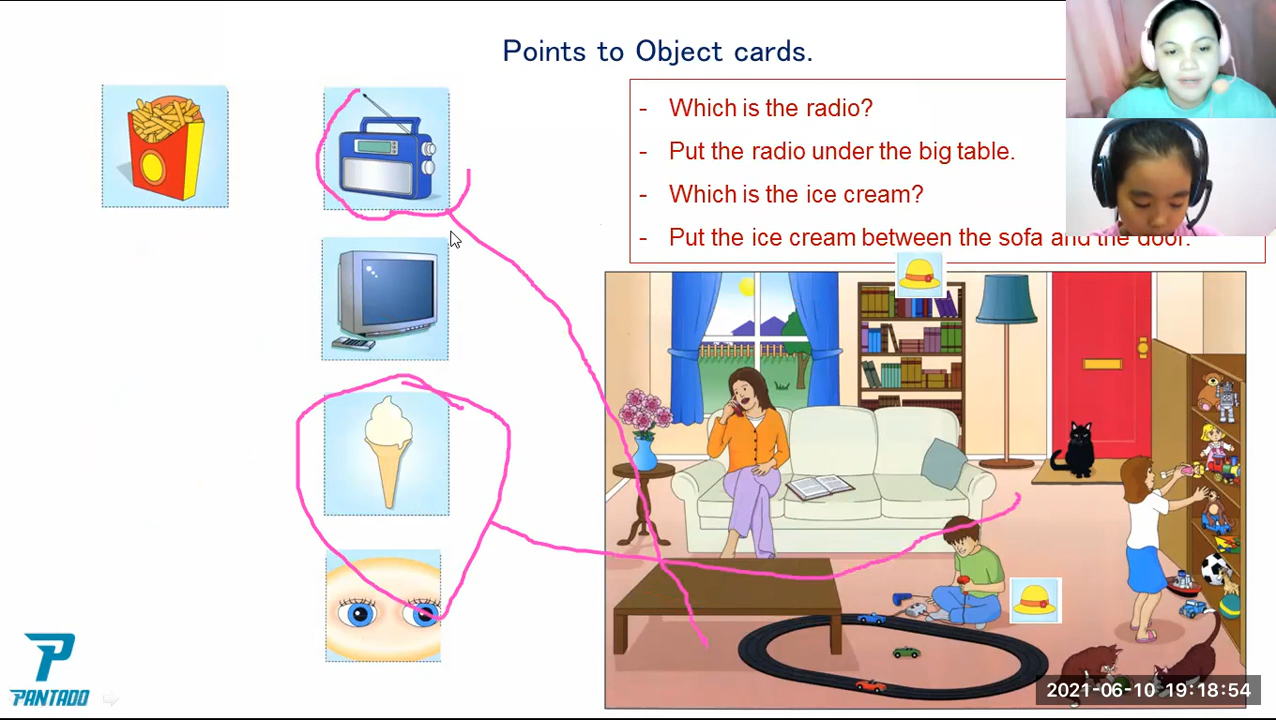 Points to Object cards.
- Which is the radio?
- Put the radio under the big table.
- Which is the ice cream?
- Put the ice cream between the sofa and the door.
PANTADO
2021-06-10 19:18:54